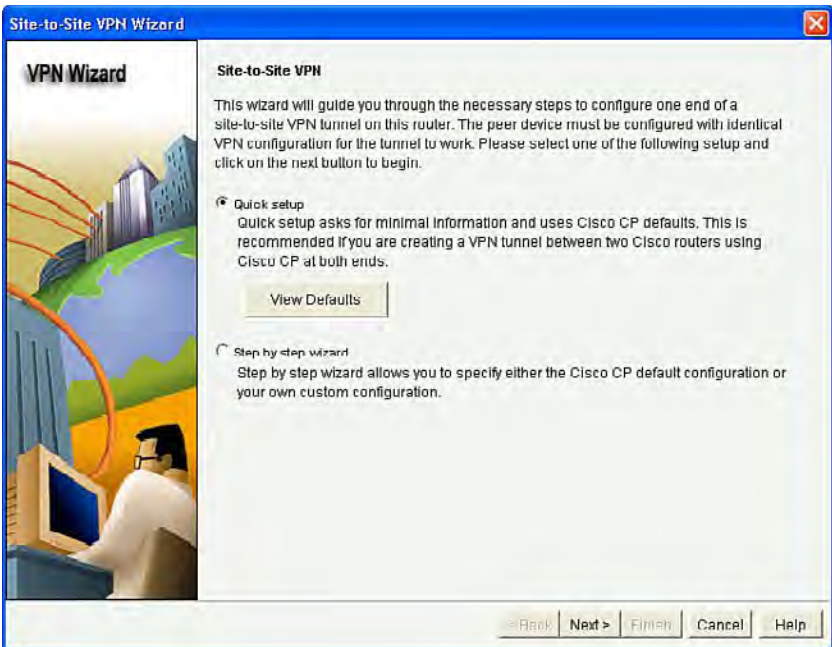 Site-to-Site VPN Wizard
VPN Wizard
Site-to-Site VPN
This wizard will guide you through the necessary steps to configure one end of a
site-to-site VPN tunnel on this router. The peer device must be configured with identical
VPN configuration for the tunnel to work. Please select one of the following setup and
click on the next button to begin.
Quick setup
Quick setup asks for minimal information and uses Cisco CP defaults. This is
recommended if you are creating a VPN tunnel between two Cisco routers using
Cisco CP at both ends.
View Defaults
Step by step wizard
Step by step wizard allows you to specify either the Cisco CP default configuration or
your own custom configuration.
< Back Next > Finish Cancel Help